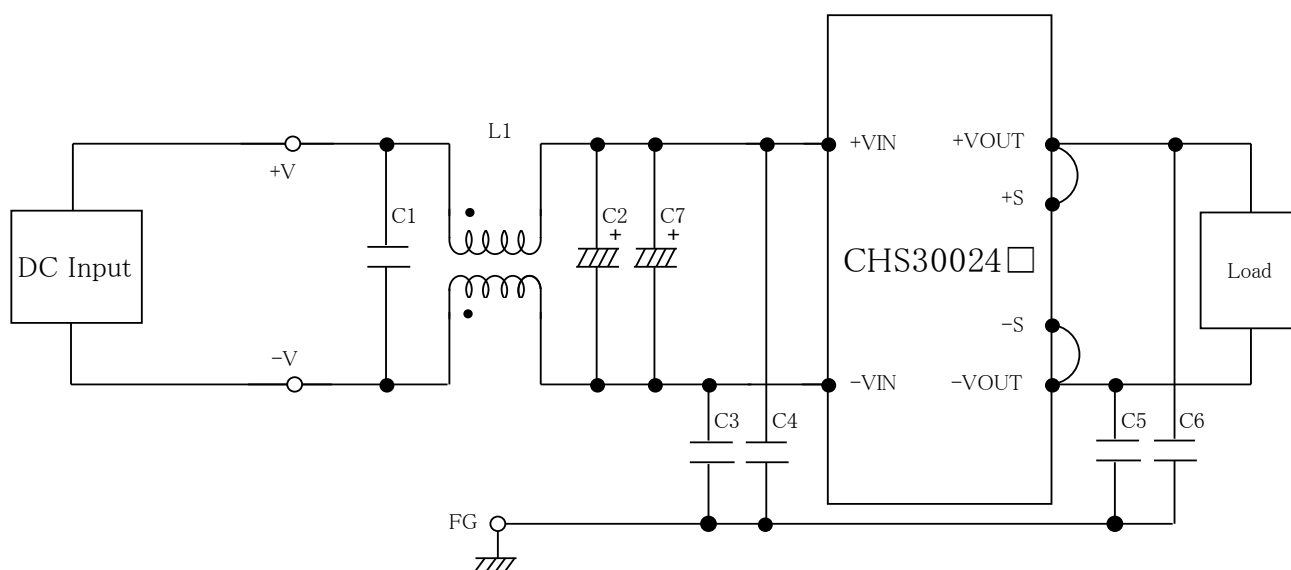 L1
+V
C1
C2
+
C7
+
+VIN
+VOUT
+S
DC Input
CHS30024□
Load
-S
-V
-VIN
-VOUT
C3
C4
C5
C6
FG